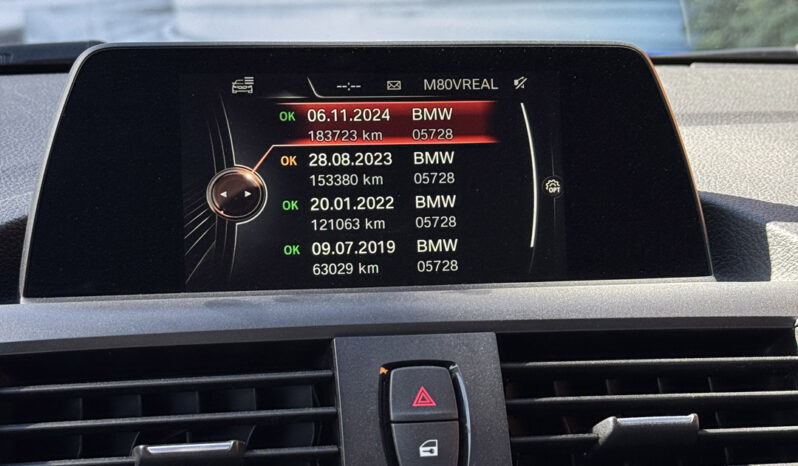 --:-- M80VREAL
OK 06.11.2024 BMW
183723 km 05728
OK 28.08.2023 BMW
153380 km 05728
OK 20.01.2022 BMW
121063 km 05728
OK 09.07.2019 BMW
63029 km 05728
OPT